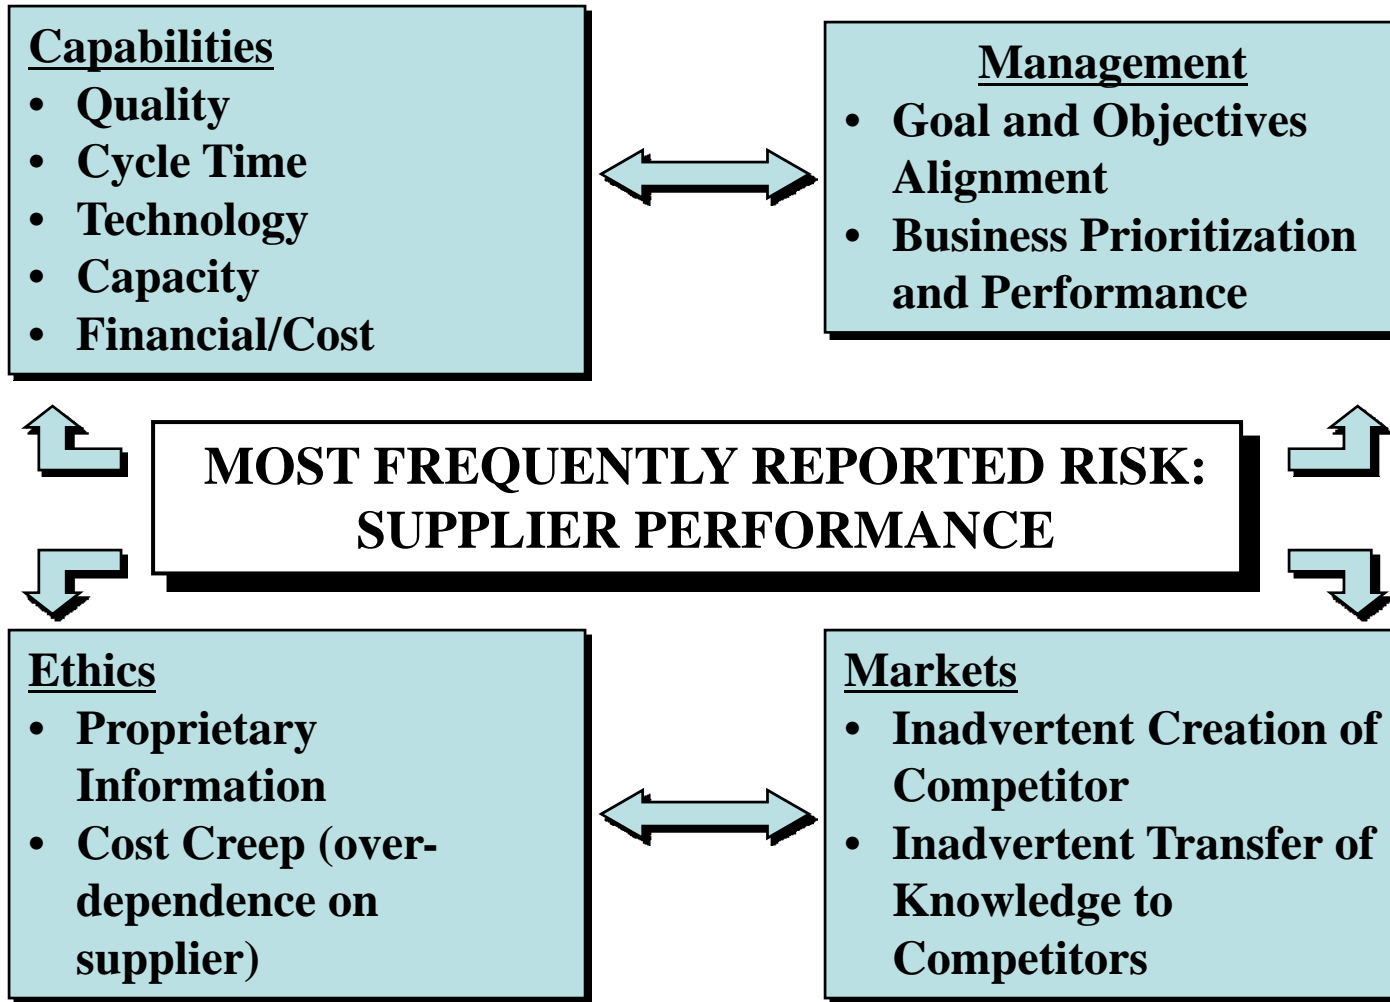 Capabilities
• Quality
• Cycle Time
• Technology
• Capacity
• Financial/Cost
Management
• Goal and Objectives
Alignment
• Business Prioritization
and Performance
MOST FREQUENTLY REPORTED RISK:
SUPPLIER PERFORMANCE
Ethics
• Proprietary
Information
• Cost Creep (over-
dependence on
supplier)
Markets
• Inadvertent Creation of
Competitor
• Inadvertent Transfer of
Knowledge to
Competitors